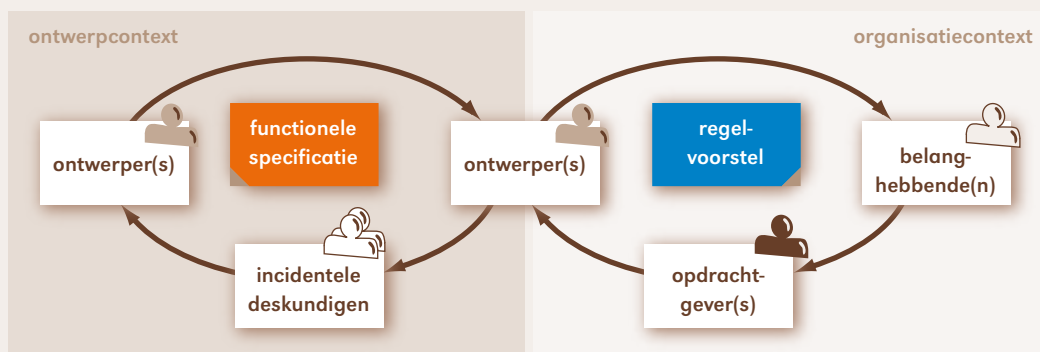 ontwerpcontext
organisatiecontext
ontwerper(s)
functionele
specificatie
ontwerper(s)
regel-
voorstel
belang-
hebbende(n)
incidentele
deskundigen
opdracht-
gever(s)